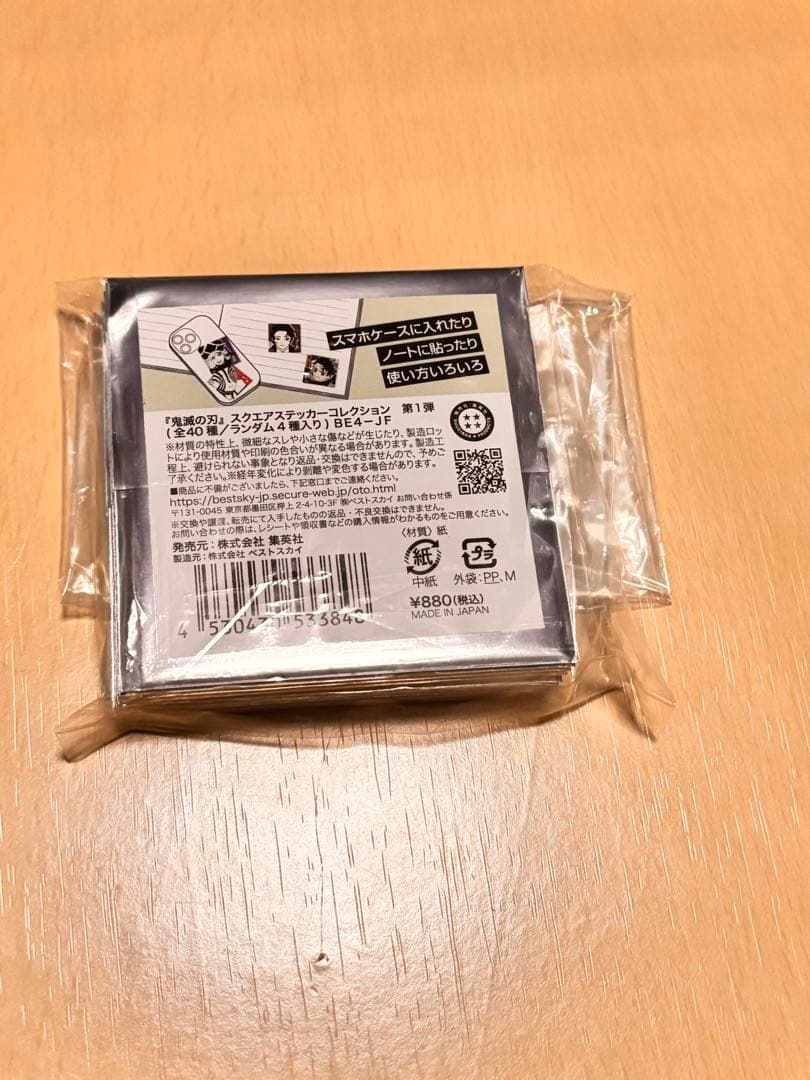 スマホケースに入れたり
ノートに貼ったり
使い方いろいろ
『鬼滅の刃』スクエアステッカーコレクション 第1弾
(全40種/ランダム4種入り) BE4-JF
※材質の特性上、微細なスレや小さな傷などが生じたり、製造ロッ
トにより使用材質や印刷の色合いが異なる場合があります。製造工
程上、避けられない事象となり返品・交換はできませんので、予めご
了承ください。※経年変化により剥離や変色する場合があります。
■商品に不備がございましたら、下記窓口までご連絡ください。
https://bestsky-jp.secure-web.jp/oto.html
〒131-0045 東京都墨田区押上2-4-10-3F ㈱ベストスカイ お問い合わせ係
※交換や譲渡、転売にて入手したものの返品・不良交換はできません。
お問い合わせの際は、レシートや領収書などの購入情報がわかるものをご用意ください。
発売元:株式会社 集英社
製造元:株式会社 ベストスカイ
〈材質〉紙
紙
中紙
プラ
外袋:PP、M
¥880(税込)
MADE IN JAPAN
4 530430 533848